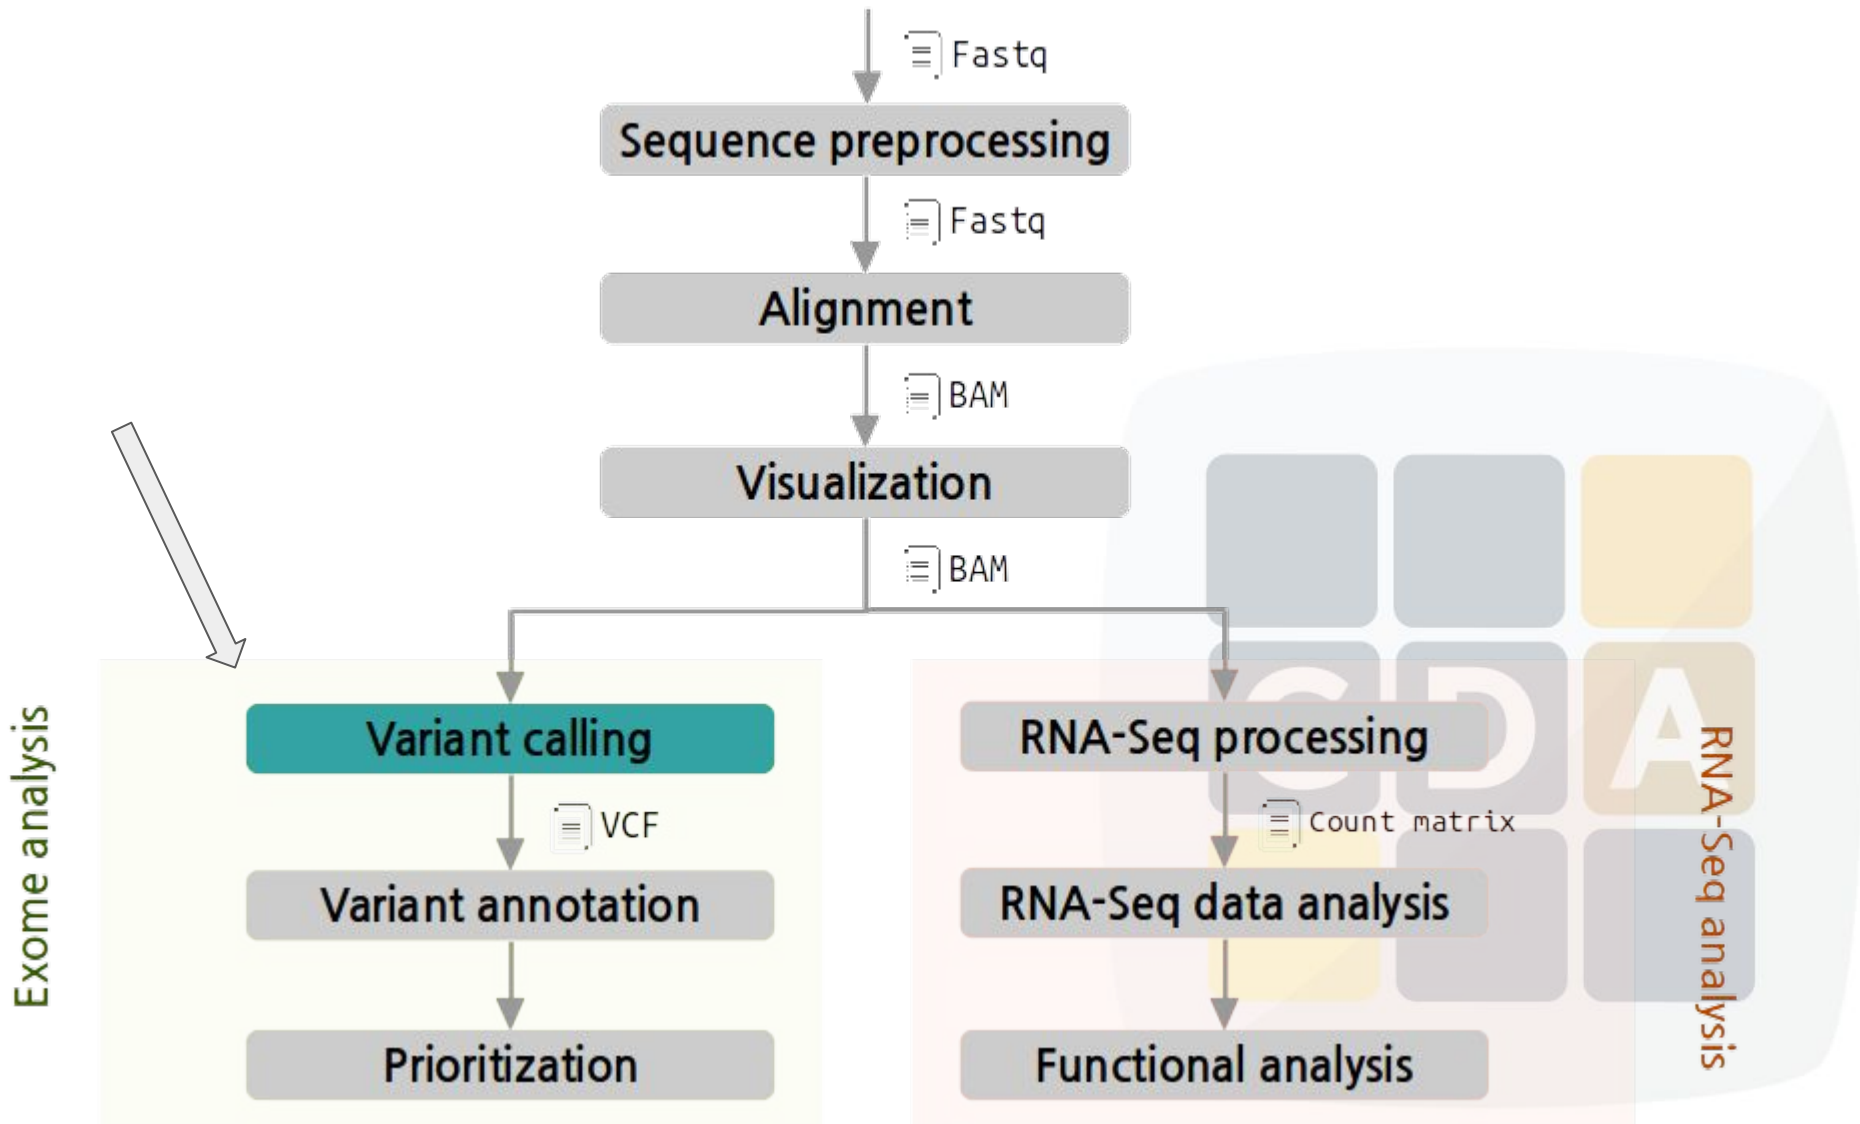 Fastq
Sequence preprocessing
Fastq
Alignment
BAM
Visualization
BAM
Exome analysis
Variant calling
VCF
Variant annotation
Prioritization
RNA-Seq processing
Count matrix
RNA-Seq data analysis
Functional analysis
RNA-Seq analysis
CDA